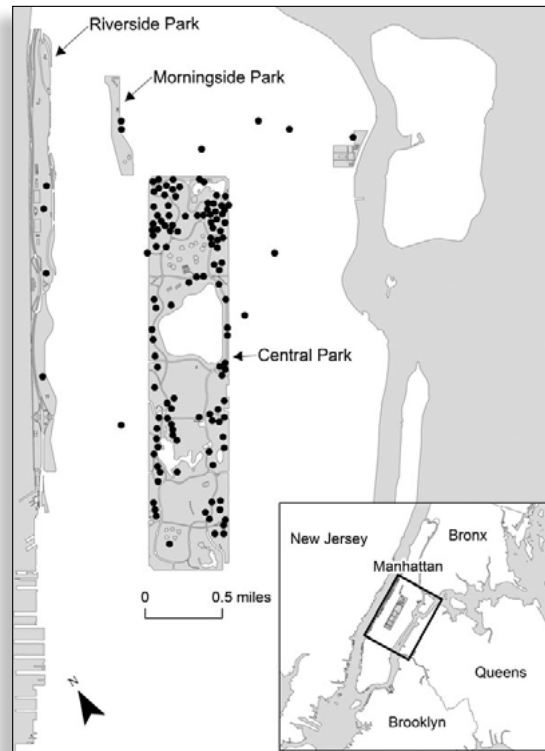 Riverside Park
Morningside Park
Central Park
0 0.5 miles
N
New Jersey
Bronx
Manhattan
Queens
Brooklyn